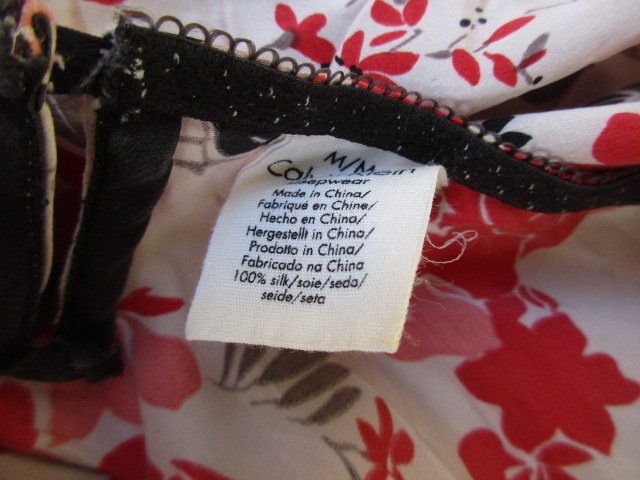 M/M
Col.
Made in China/
Fabriqué en Chine/
Hecho en China/
Hergestellt in China/
Prodotto in China/
Fabricado na China
100% silk/soie/seda/
seide/seta